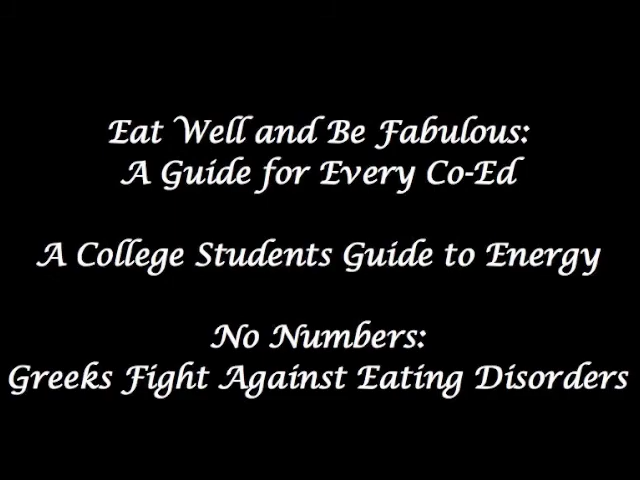 Eat Well and Be Fabulous:
A Guide for Every Co-Ed
A College Students Guide to Energy
No Numbers:
Greeks Fight Against Eating Disorders